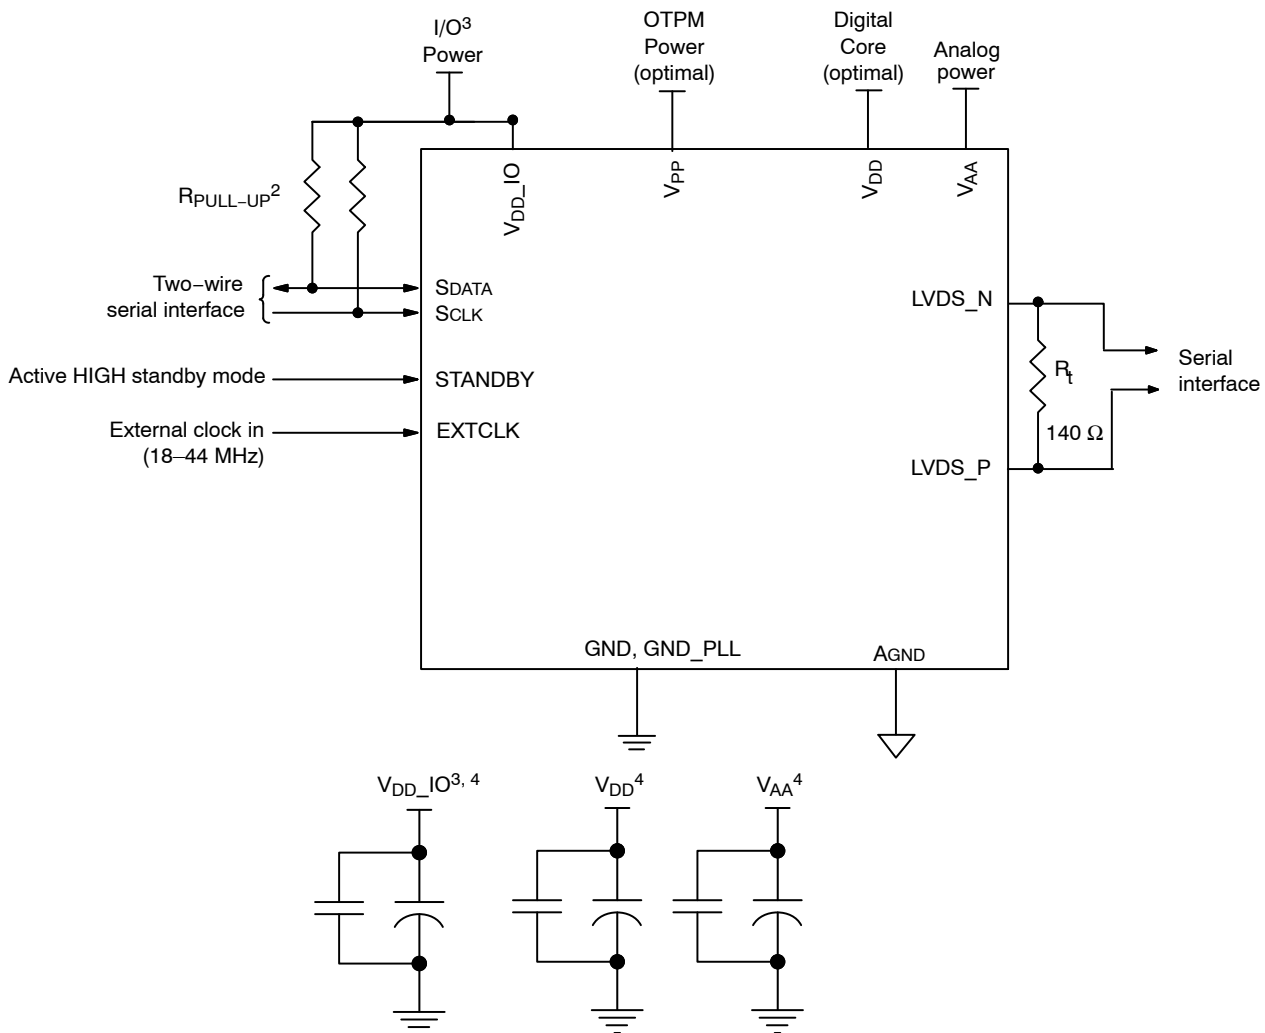 I/O3
Power
OTPM
Power
(optimal)
Digital
Core
(optimal)
Analog
power
VDD_IO
VPP
VDD
VAA
RPULL–UP2
Two–wire
serial interface
SDATA
SCLK
Active HIGH standby mode
STANDBY
External clock in
(18–44 MHz)
EXTCLK
LVDS_N
Rt
140 Ω
LVDS_P
Serial
interface
GND, GND_PLL
AGND
VDD_IO3, 4
VDD4
VAA4